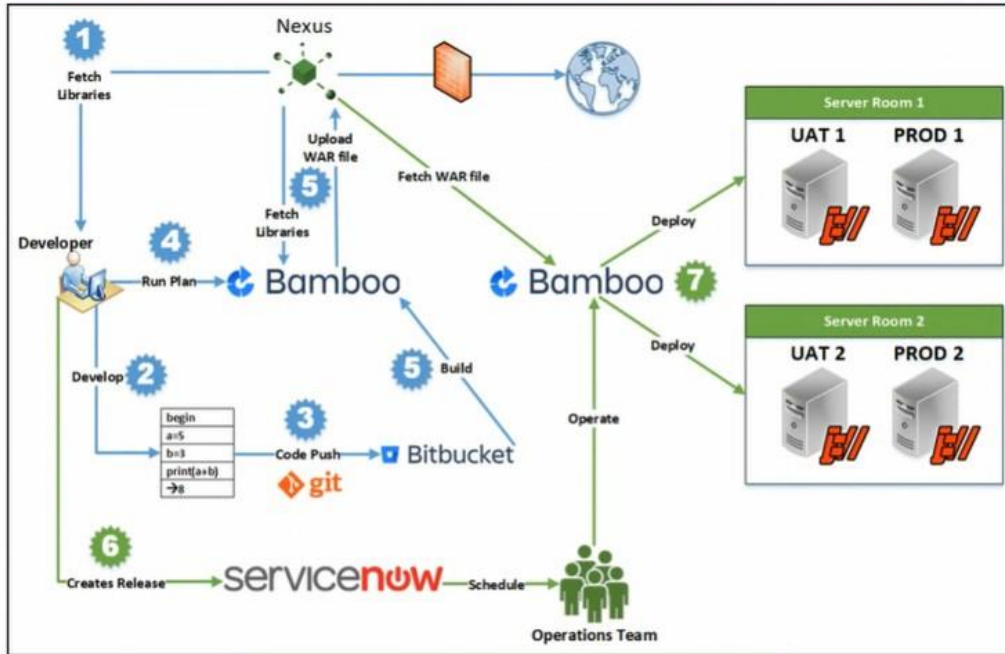 Nexus
1
Fetch
Libraries
Upload
WAR file
5
Fetch
Libraries
Fetch WAR file
Server Room 1
UAT 1
PROD 1
Deploy
Developer
4
Run Plan
Bamboo
Bamboo
7
Server Room 2
UAT 2
PROD 2
Deploy
Develop
2
5
Build
begin
a=5
b=3
print(a+b)
→8
3
Code Push
git
Bitbucket
Operate
6
Creates Release
servicenow
Schedule
Operations Team